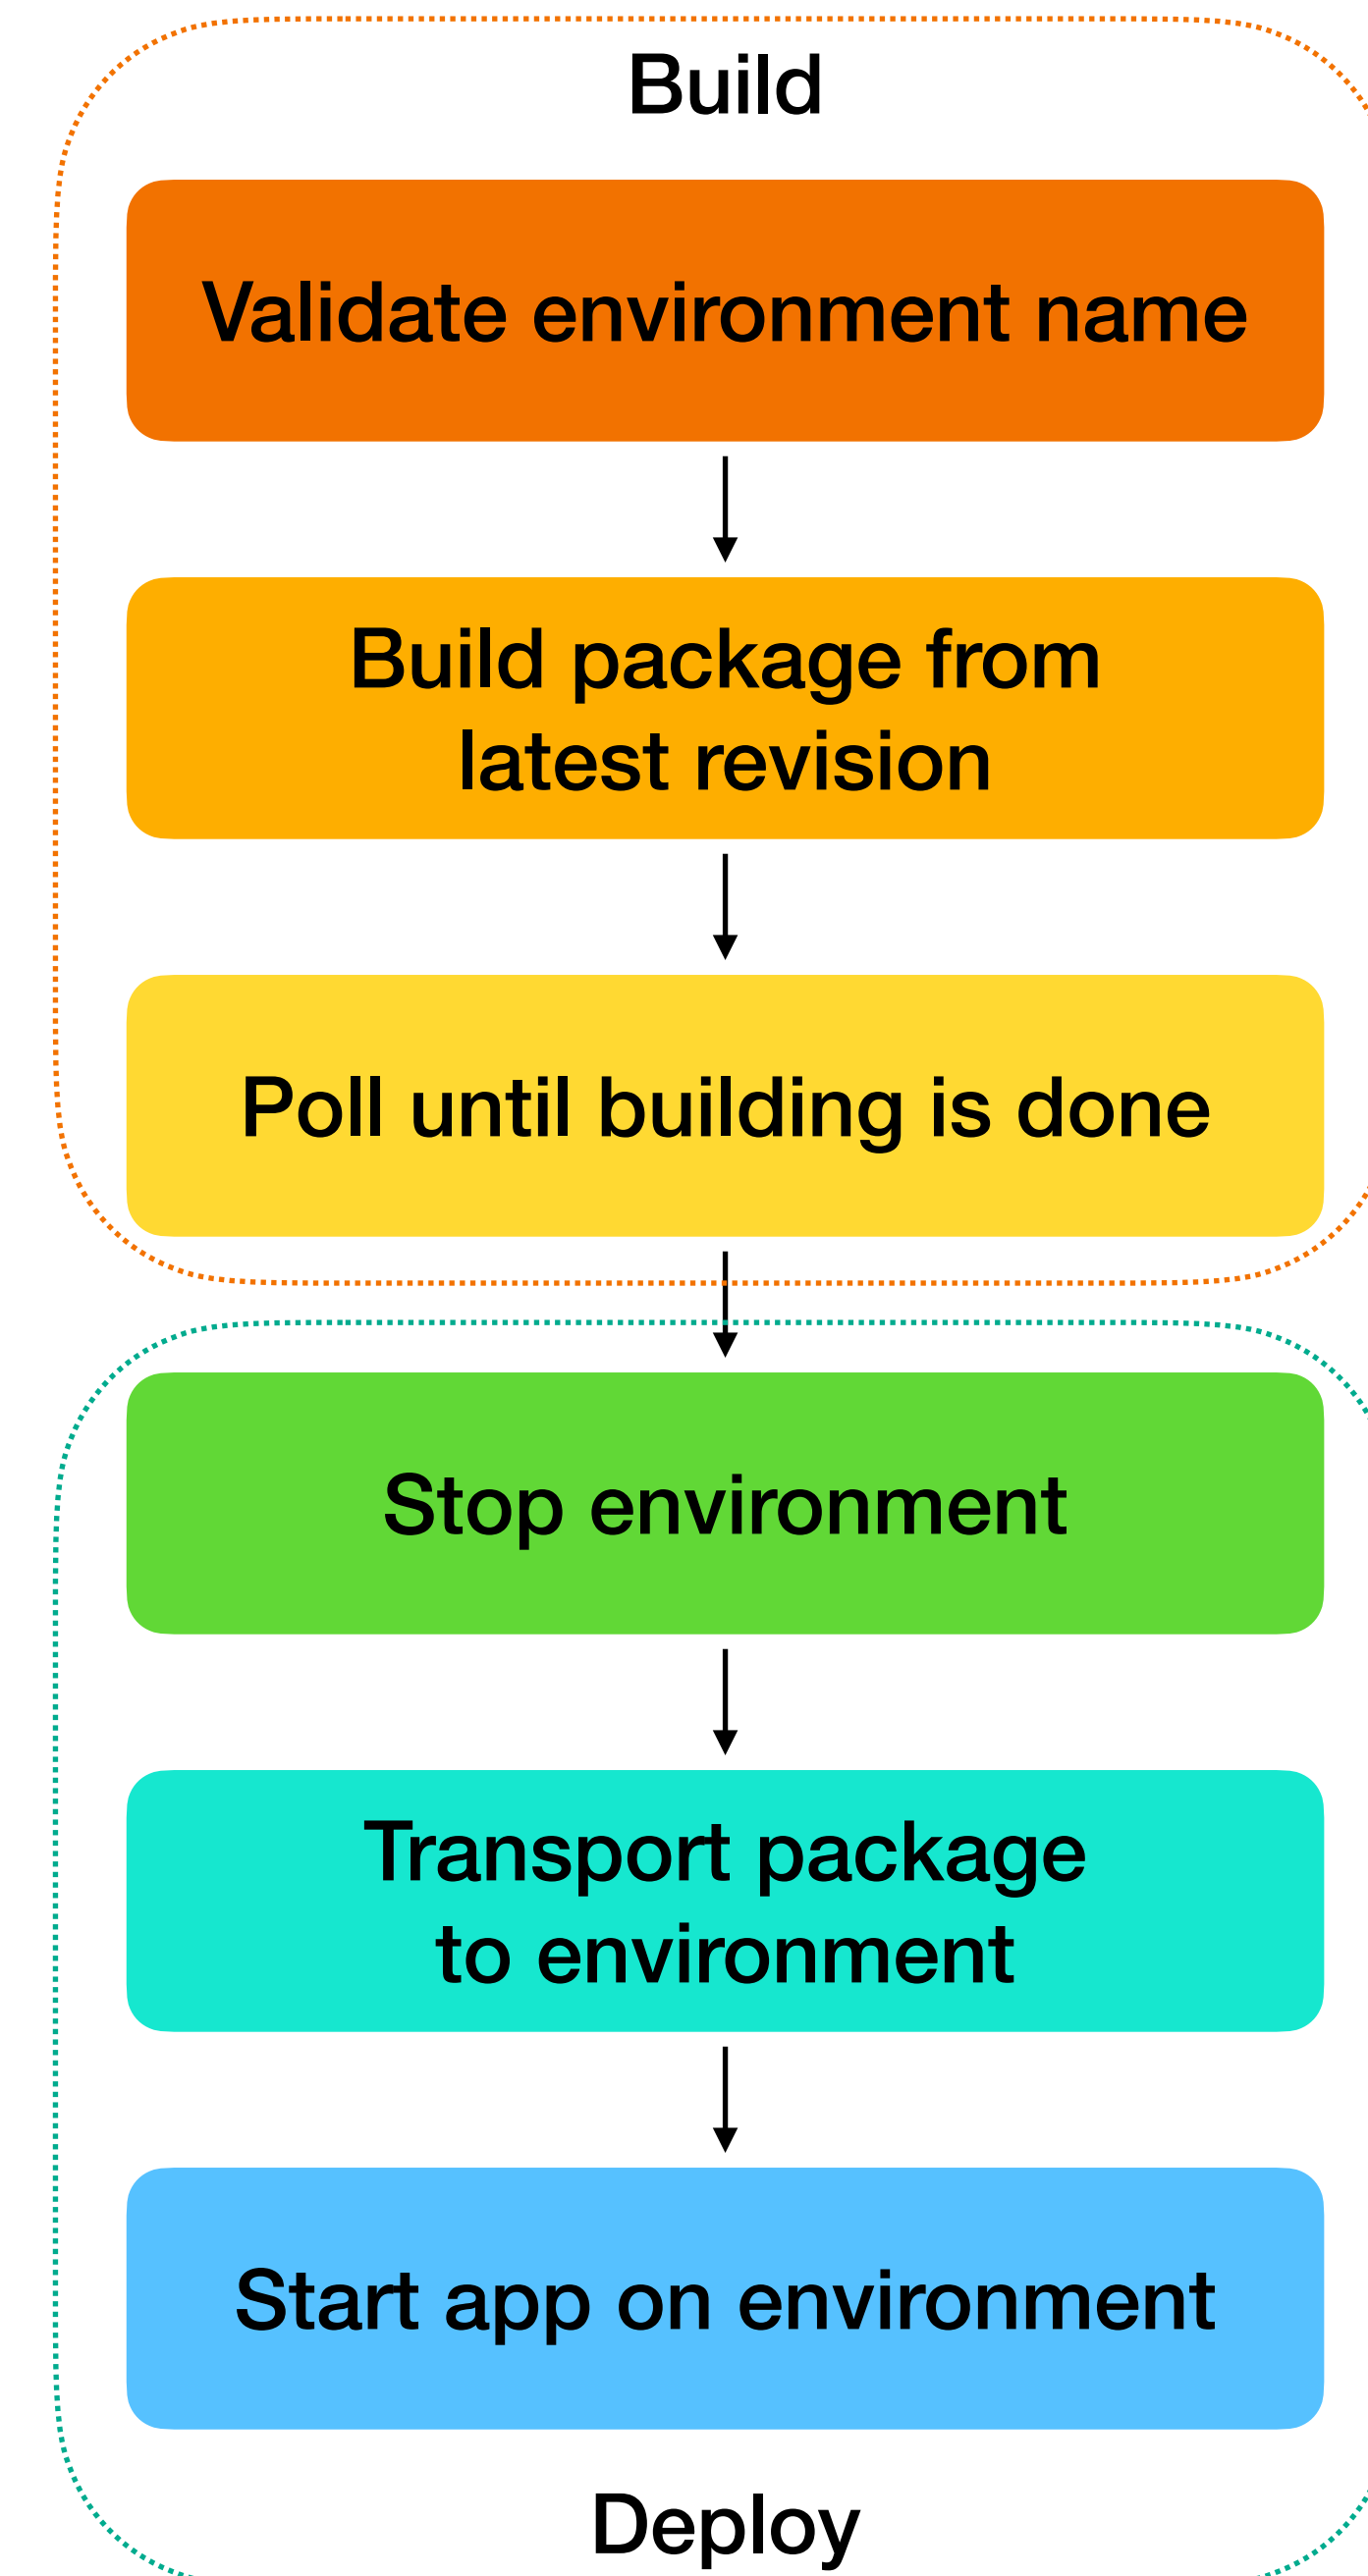 Build
Validate environment name
Build package from
latest revision
Poll until building is done
Stop environment
Transport package
to environment
Start app on environment
Deploy